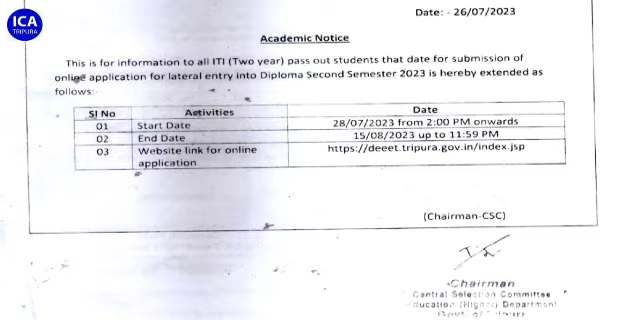 ICA
TRIPURA
Date: - 26/07/2023
Academic Notice
This is for information to all ITI (Two year) pass out students that date for submission of
online application for lateral entry into Diploma Second Semester 2023 is hereby extended as
follows:-
Sl No Activities Date
01 Start Date 28/07/2023 from 2:00 PM onwards
02 End Date 15/08/2023 up to 11:59 PM
03 Website link for online application https://deeet.tripura.gov.in/index.jsp
(Chairman-CSC)
Chairman
Central Selection Committee
Education (Higher) Department
Govt. of Tripura